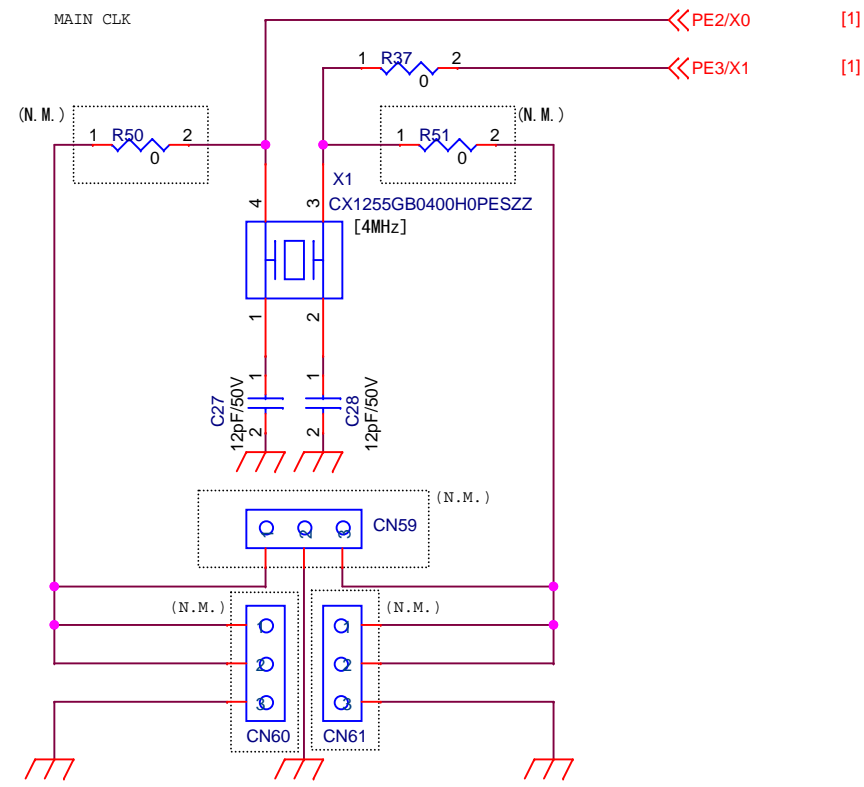 MAIN CLK
PE2/X0 [1]
1 R37 2
0
PE3/X1 [1]
(N.M.)
1 R50 2
0
1 R51 2
0
(N.M.)
X1
4
3
CX1255GB0400H0PESZZ
[4MHz]
1
2
1
C27
12pF/50V
2
1
C28
12pF/50V
2
(N.M.)
1 2 3
CN59
(N.M.)
1
2
3
CN60
(N.M.)
1
2
3
CN61